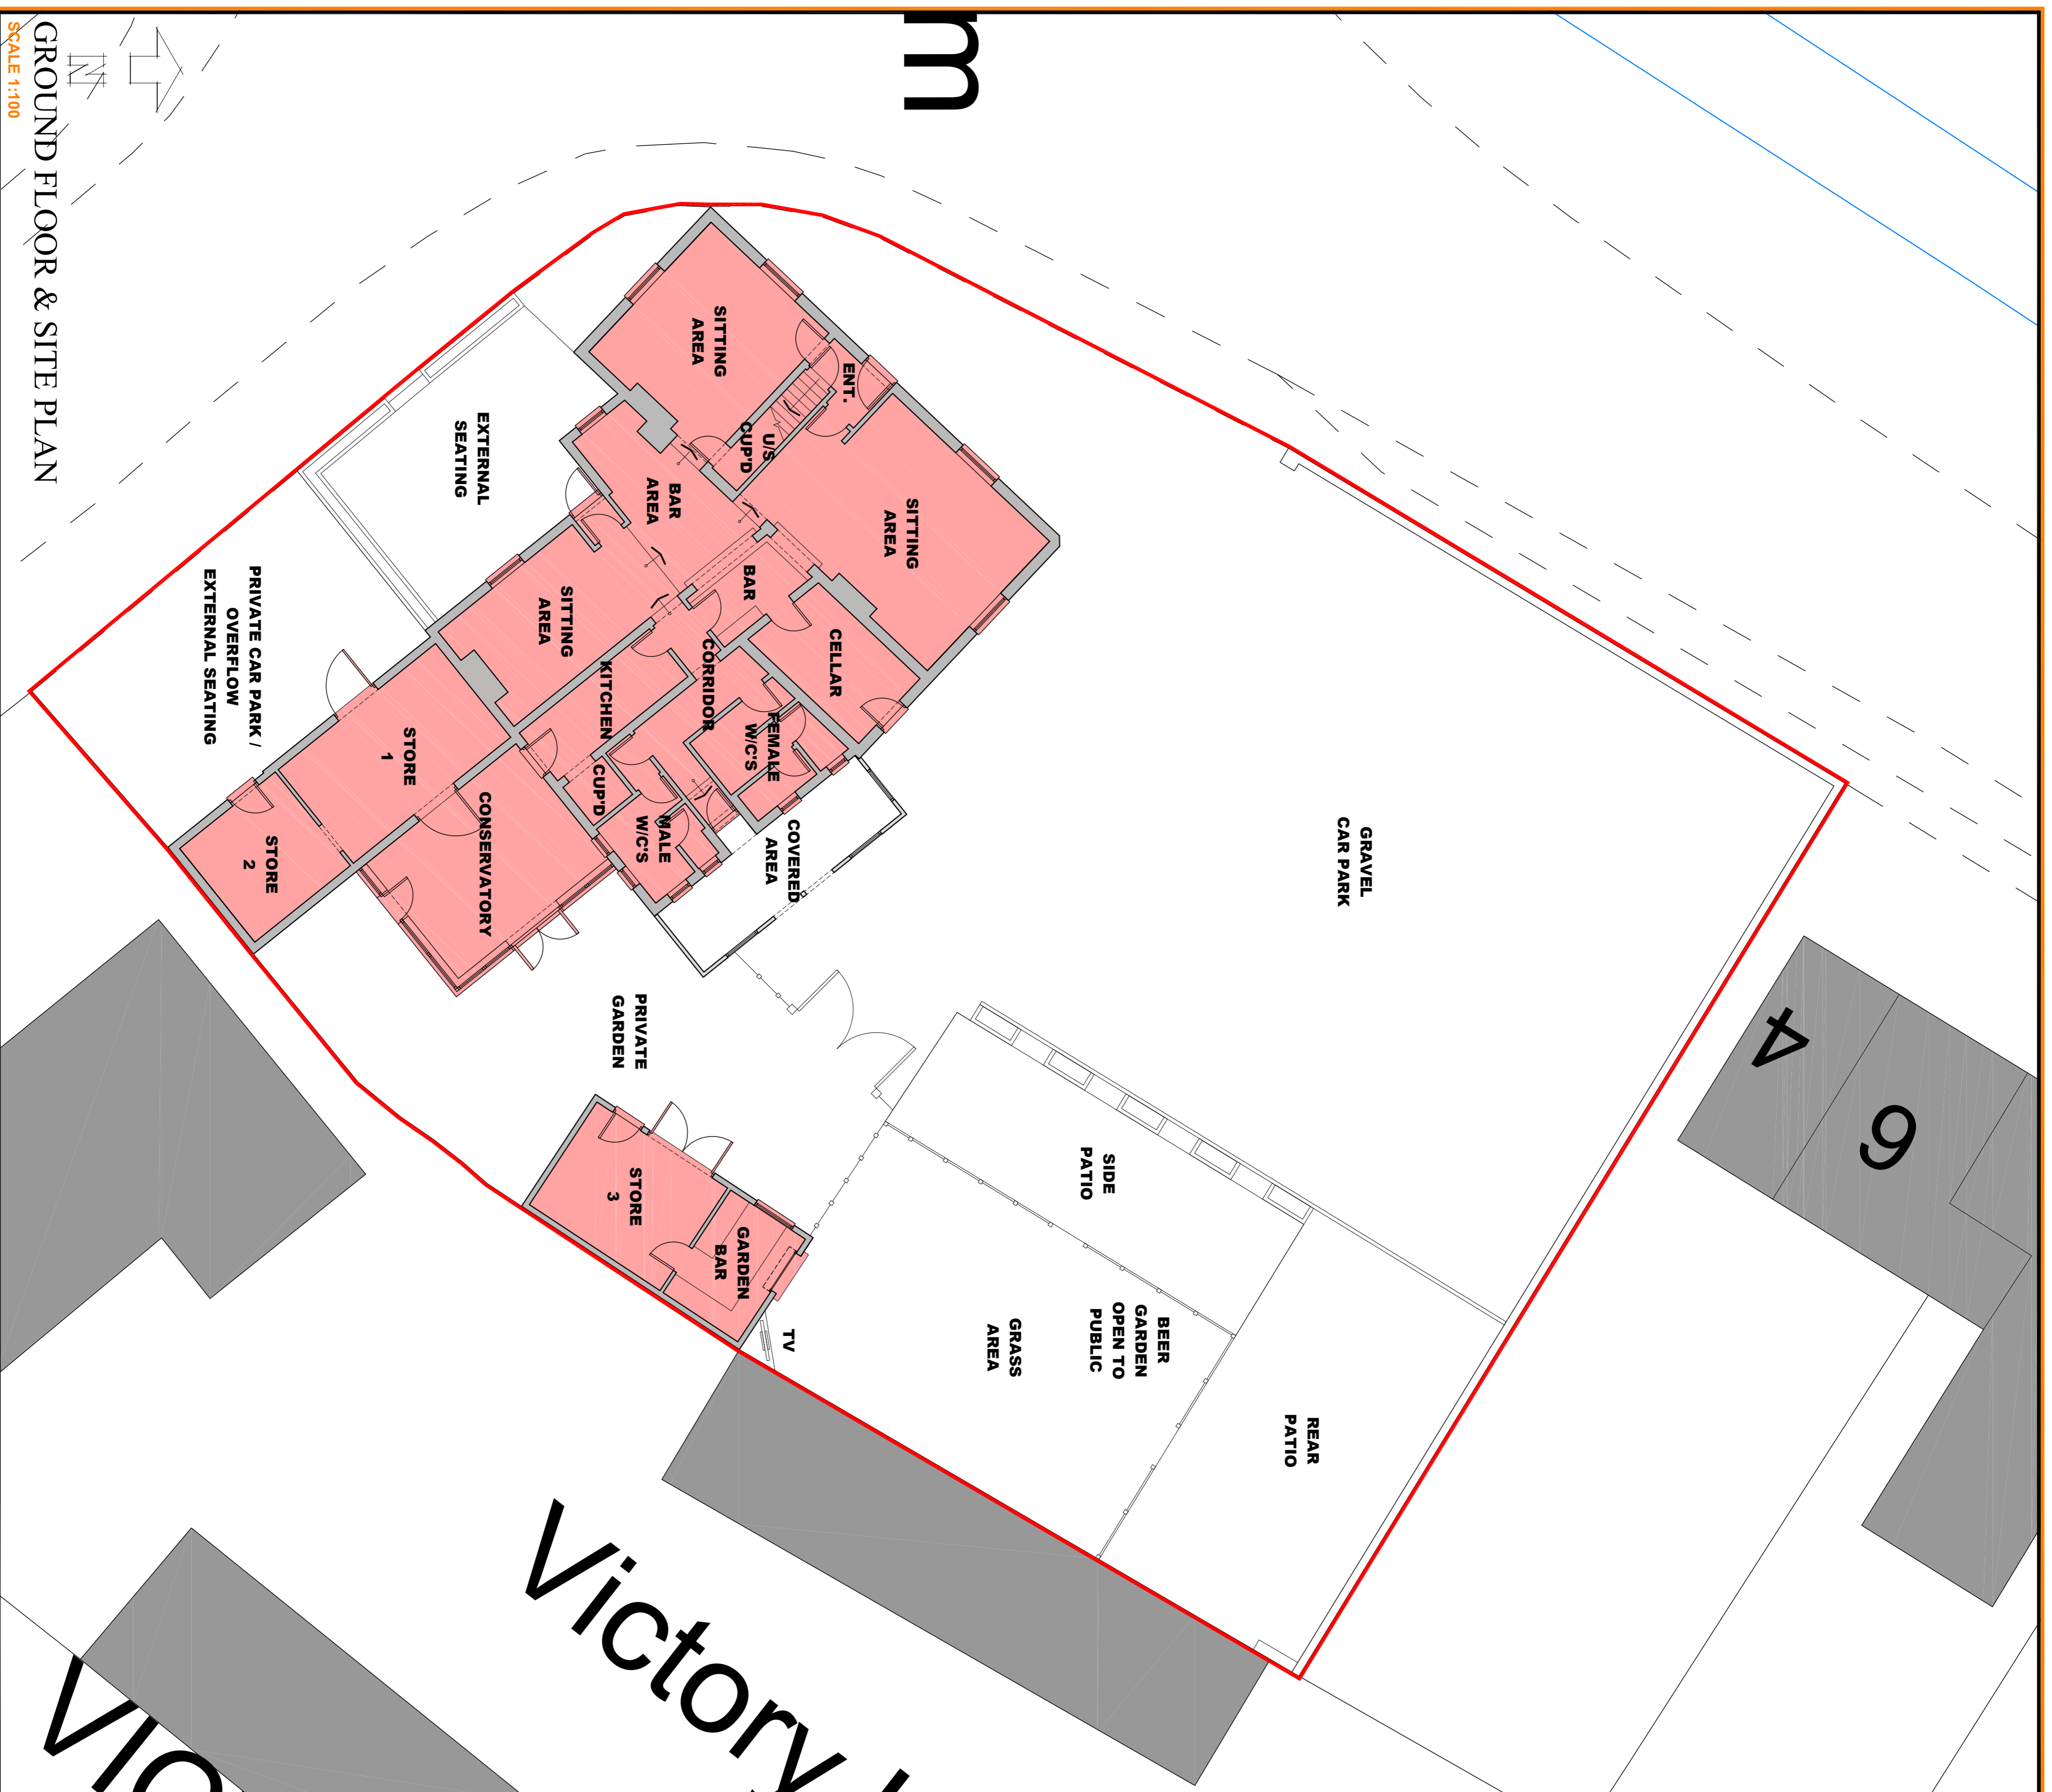 GROUND FLOOR & SITE PLAN
SCALE 1:100
N
m
SITTING
AREA
ENT.
U/S
CUP'D
SITTING
AREA
BAR
AREA
EXTERNAL
SEATING
BAR
SITTING
AREA
CELLAR
CORRIDOR
KITCHEN
FEMALE
W/C'S
CUP'D
MALE
W/C'S
COVERED
AREA
PRIVATE CAR PARK /
OVERFLOW
EXTERNAL SEATING
STORE
1
CONSERVATORY
STORE
2
GRAVEL
CAR PARK
PRIVATE
GARDEN
STORE
3
GARDEN
BAR
TV
SIDE
PATIO
BEER
GARDEN
OPEN TO
PUBLIC
GRASS
AREA
REAR
PATIO
4
6
Victory